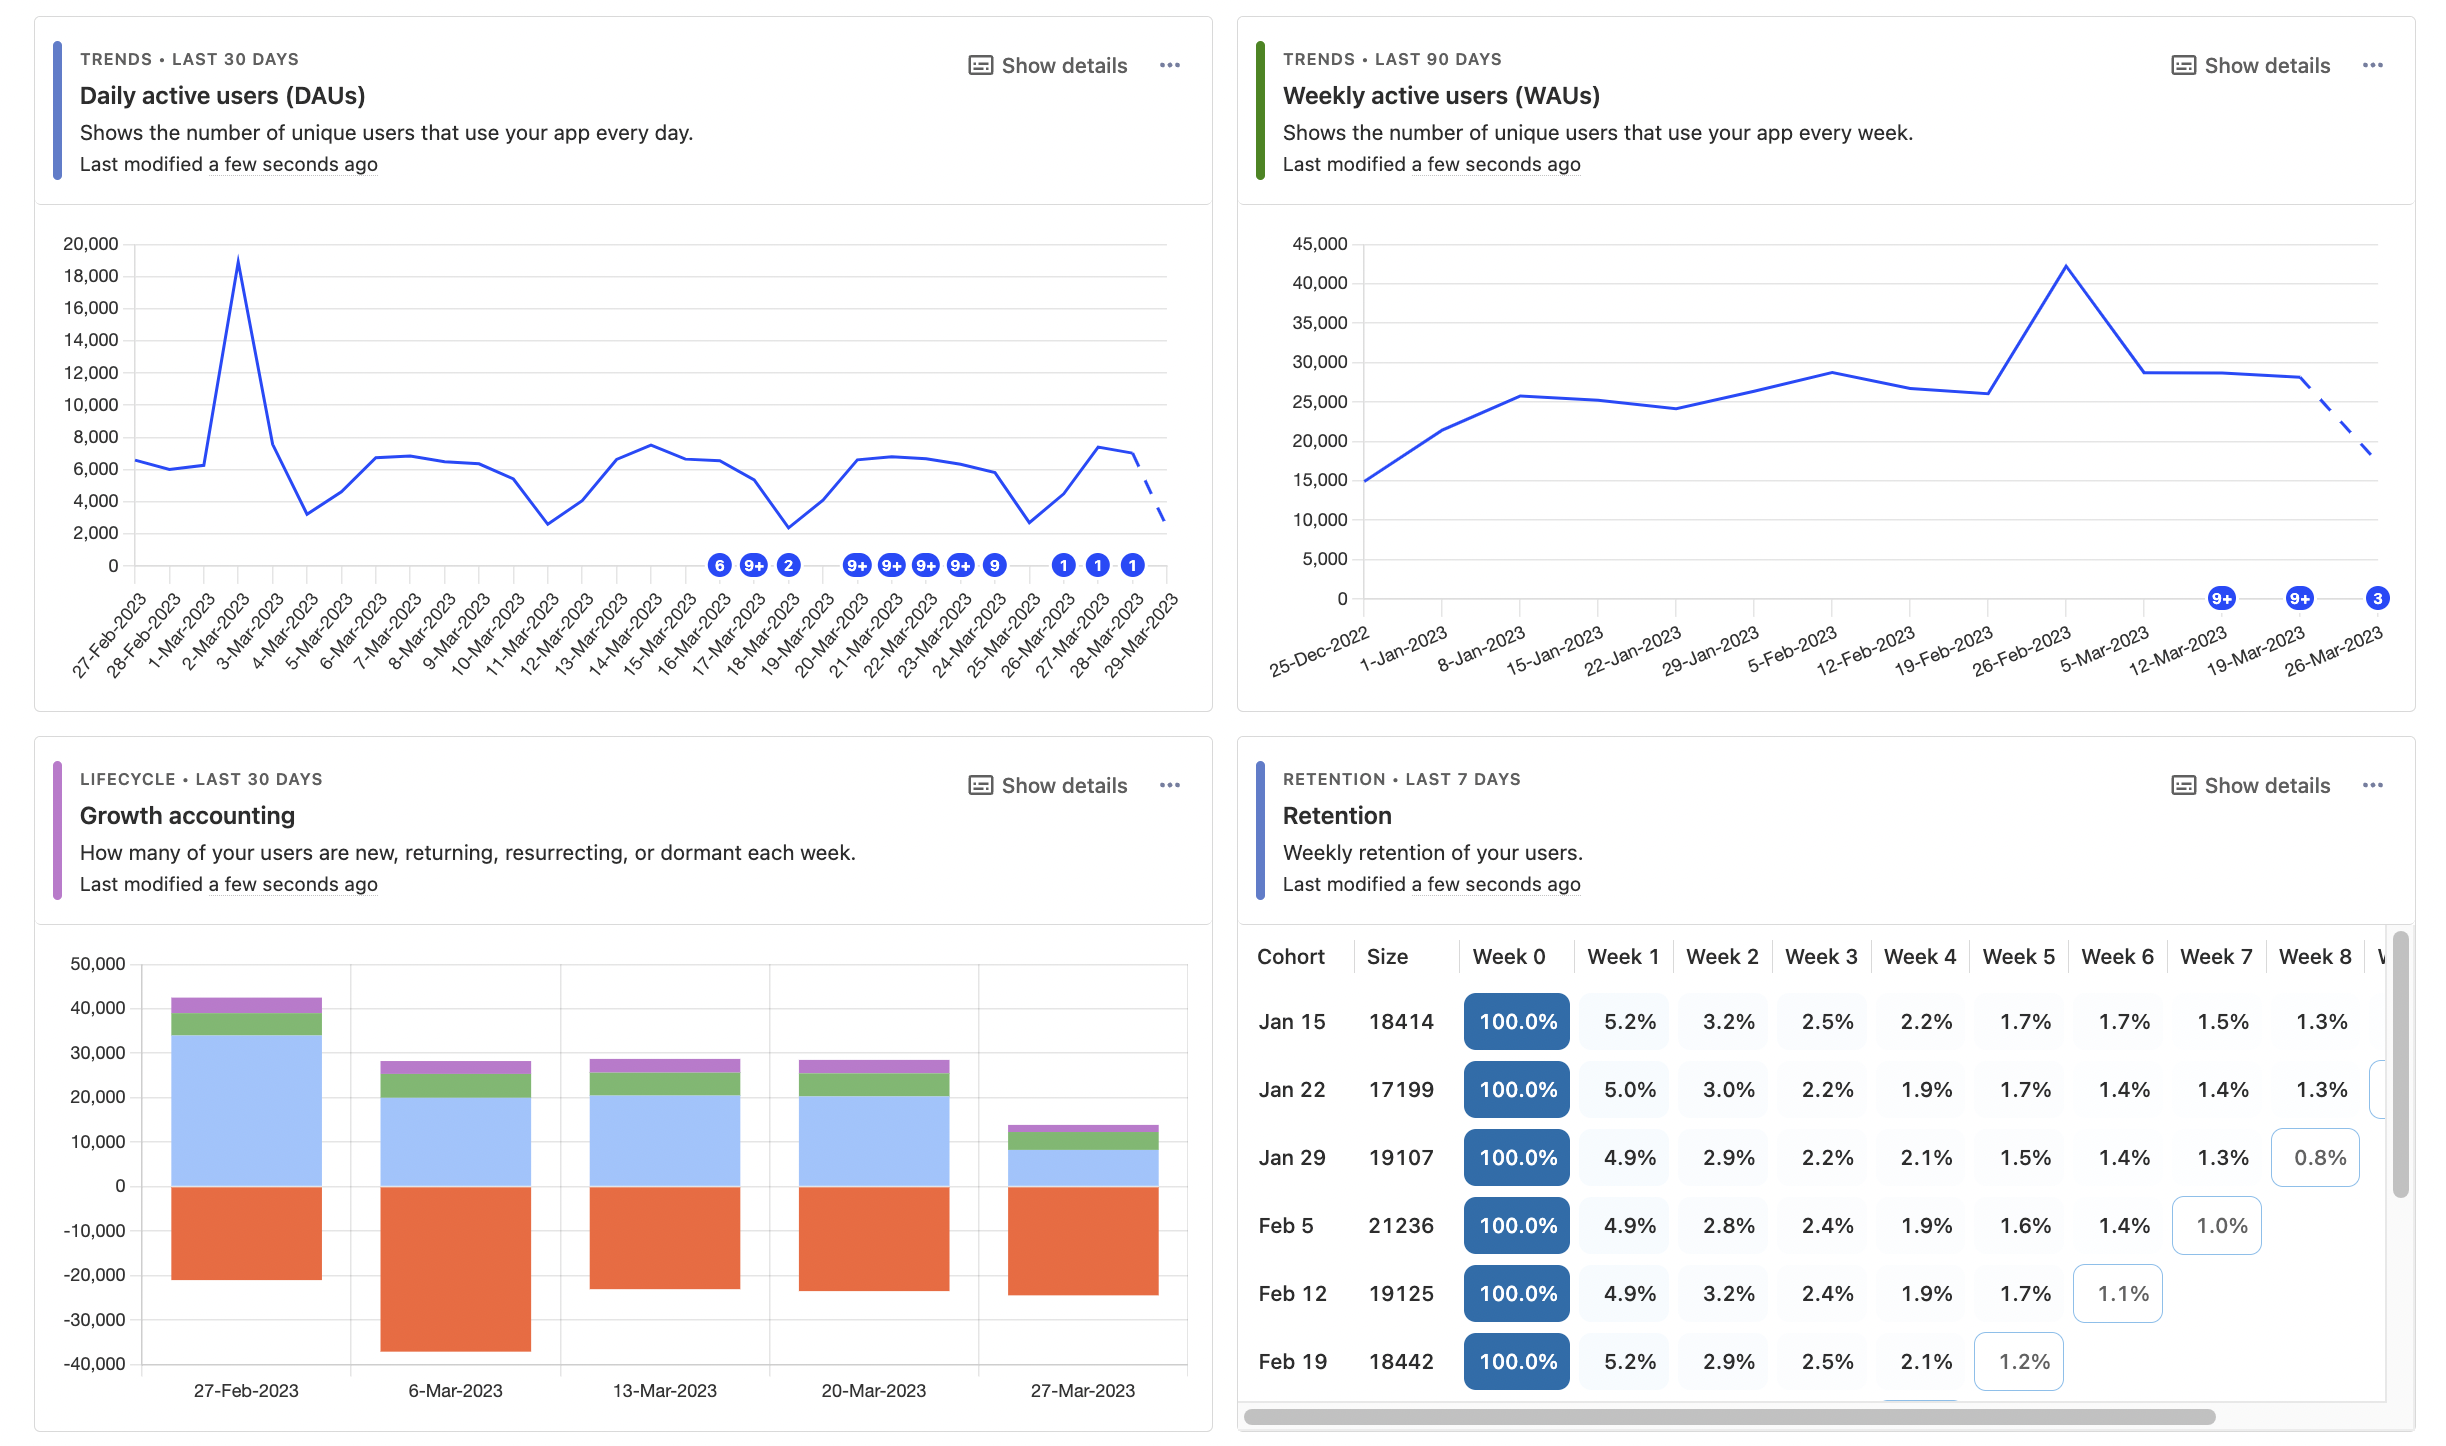 TRENDS • LAST 30 DAYS
Show details
Daily active users (DAUs)
Shows the number of unique users that use your app every day.
Last modified a few seconds ago
20,000
18,000
16,000
14,000
12,000
10,000
8,000
6,000
4,000
2,000
0
6 9+ 2 9+ 9+ 9+ 9+ 9 1 1 1
27-Feb-2023
28-Feb-2023
1-Mar-2023
2-Mar-2023
3-Mar-2023
4-Mar-2023
5-Mar-2023
6-Mar-2023
7-Mar-2023
8-Mar-2023
9-Mar-2023
10-Mar-2023
11-Mar-2023
12-Mar-2023
13-Mar-2023
14-Mar-2023
15-Mar-2023
16-Mar-2023
17-Mar-2023
18-Mar-2023
19-Mar-2023
20-Mar-2023
21-Mar-2023
22-Mar-2023
23-Mar-2023
24-Mar-2023
25-Mar-2023
26-Mar-2023
27-Mar-2023
28-Mar-2023
29-Mar-2023
TRENDS • LAST 90 DAYS
Show details
Weekly active users (WAUs)
Shows the number of unique users that use your app every week.
Last modified a few seconds ago
45,000
40,000
35,000
30,000
25,000
20,000
15,000
10,000
5,000
0
9+ 9+ 3
25-Dec-2022
1-Jan-2023
8-Jan-2023
15-Jan-2023
22-Jan-2023
29-Jan-2023
5-Feb-2023
12-Feb-2023
19-Feb-2023
26-Feb-2023
5-Mar-2023
12-Mar-2023
19-Mar-2023
26-Mar-2023
LIFECYCLE • LAST 30 DAYS
Show details
Growth accounting
How many of your users are new, returning, resurrecting, or dormant each week.
Last modified a few seconds ago
50,000
40,000
30,000
20,000
10,000
0
-10,000
-20,000
-30,000
-40,000
27-Feb-2023 6-Mar-2023 13-Mar-2023 20-Mar-2023 27-Mar-2023
RETENTION • LAST 7 DAYS
Show details
Retention
Weekly retention of your users.
Last modified a few seconds ago
Cohort Size Week 0 Week 1 Week 2 Week 3 Week 4 Week 5 Week 6 Week 7 Week 8
Jan 15 18414 100.0% 5.2% 3.2% 2.5% 2.2% 1.7% 1.7% 1.5% 1.3%
Jan 22 17199 100.0% 5.0% 3.0% 2.2% 1.9% 1.7% 1.4% 1.4% 1.3%
Jan 29 19107 100.0% 4.9% 2.9% 2.2% 2.1% 1.5% 1.4% 1.3% 0.8%
Feb 5 21236 100.0% 4.9% 2.8% 2.4% 1.9% 1.6% 1.4% 1.0%
Feb 12 19125 100.0% 4.9% 3.2% 2.4% 1.9% 1.7% 1.1%
Feb 19 18442 100.0% 5.2% 2.9% 2.5% 2.1% 1.2%